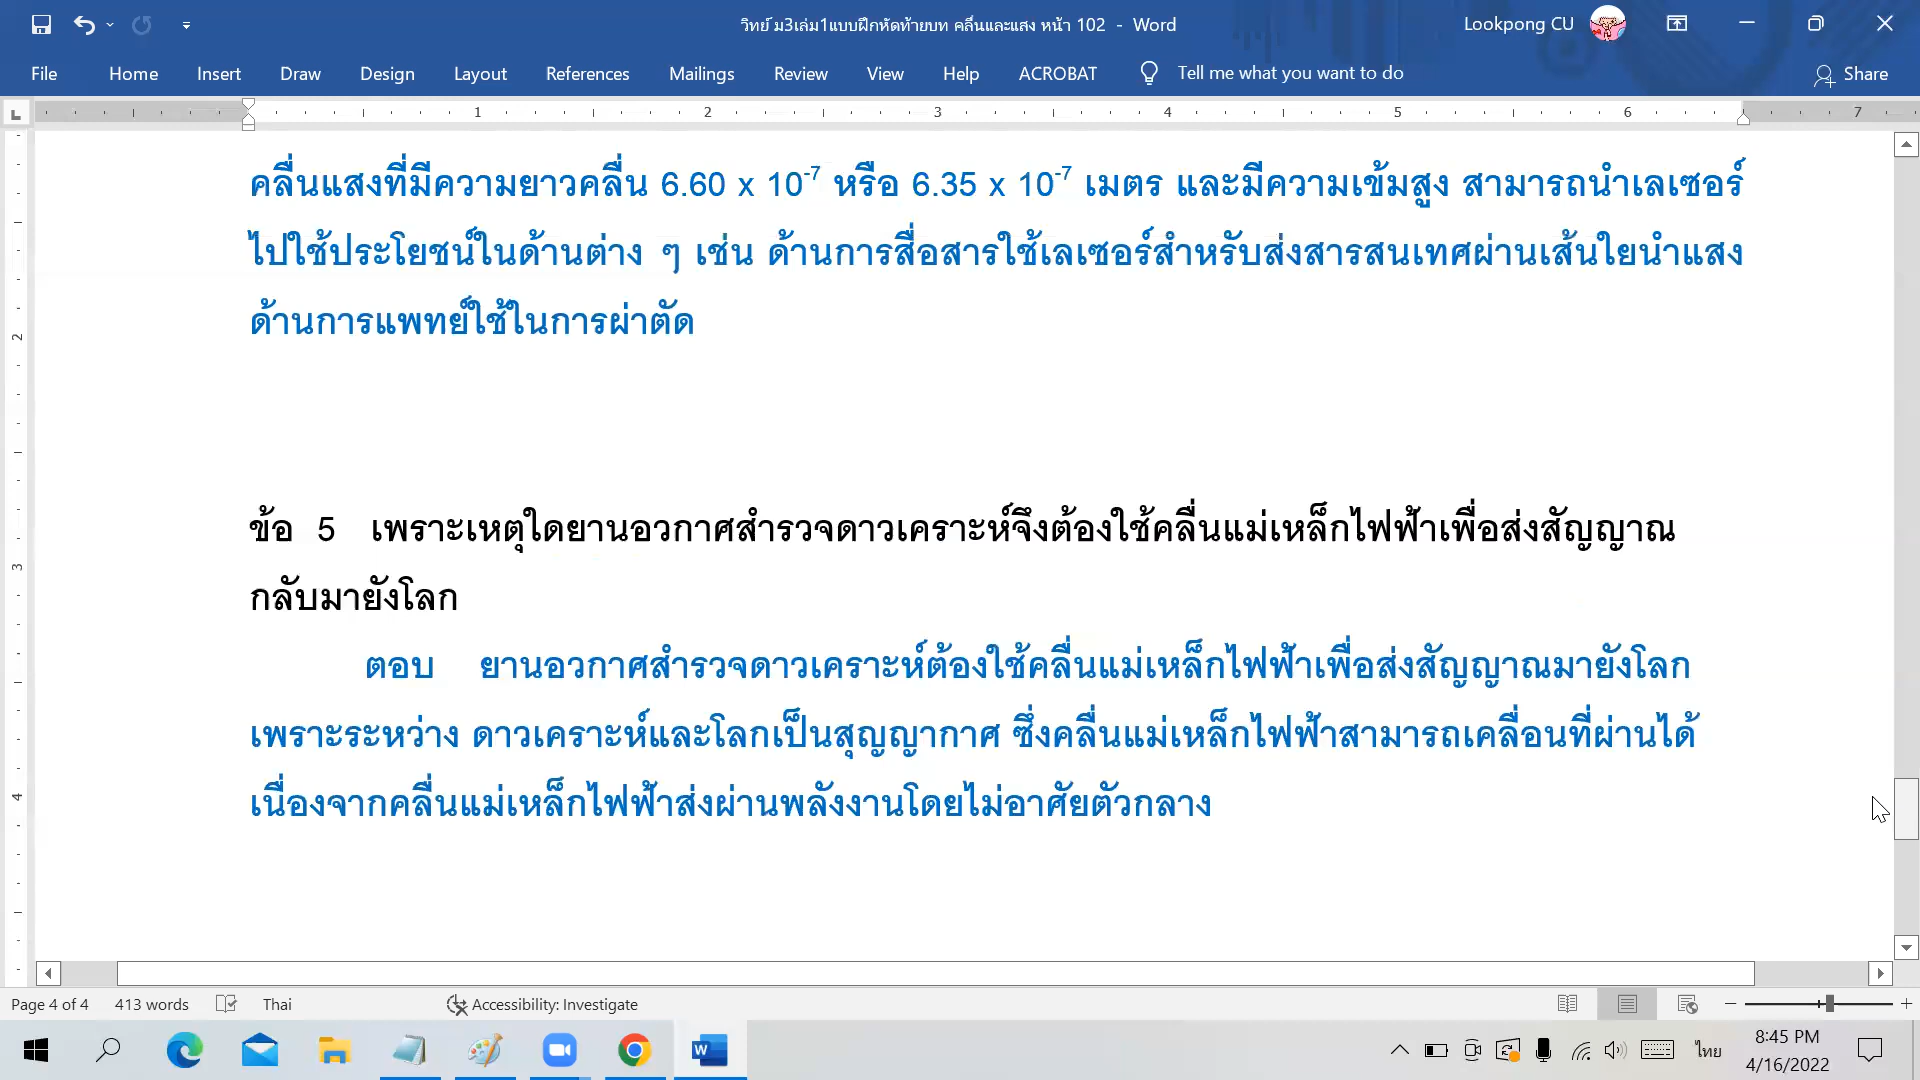 วิทย์ ม3เล่ม1แบบฝึกหัดท้ายบท คลื่นและแสง หน้า 102 - Word
Lookpong CU
File Home Insert Draw Design Layout References Mailings Review View Help ACROBAT Tell me what you want to do Share
1 2 3 4 5 6 7
คลื่นแสงที่มีความยาวคลื่น 6.60 x 10-7 หรือ 6.35 x 10-7 เมตร และมีความเข้มสูง สามารถนำเลเซอร์
ไปใช้ประโยชน์ในด้านต่าง ๆ เช่น ด้านการสื่อสารใช้เลเซอร์สำหรับส่งสารสนเทศผ่านเส้นใยนำแสง
ด้านการแพทย์ใช้ในการผ่าตัด
2
ข้อ 5 เพราะเหตุใดยานอวกาศสำรวจดาวเคราะห์จึงต้องใช้คลื่นแม่เหล็กไฟฟ้าเพื่อส่งสัญญาณ
3
กลับมายังโลก
ตอบ ยานอวกาศสำรวจดาวเคราะห์ต้องใช้คลื่นแม่เหล็กไฟฟ้าเพื่อส่งสัญญาณมายังโลก
เพราะระหว่าง ดาวเคราะห์และโลกเป็นสุญญากาศ ซึ่งคลื่นแม่เหล็กไฟฟ้าสามารถเคลื่อนที่ผ่านได้
4
เนื่องจากคลื่นแม่เหล็กไฟฟ้าส่งผ่านพลังงานโดยไม่อาศัยตัวกลาง
Page 4 of 4 413 words Thai Accessibility: Investigate
ไทย
8:45 PM
4/16/2022